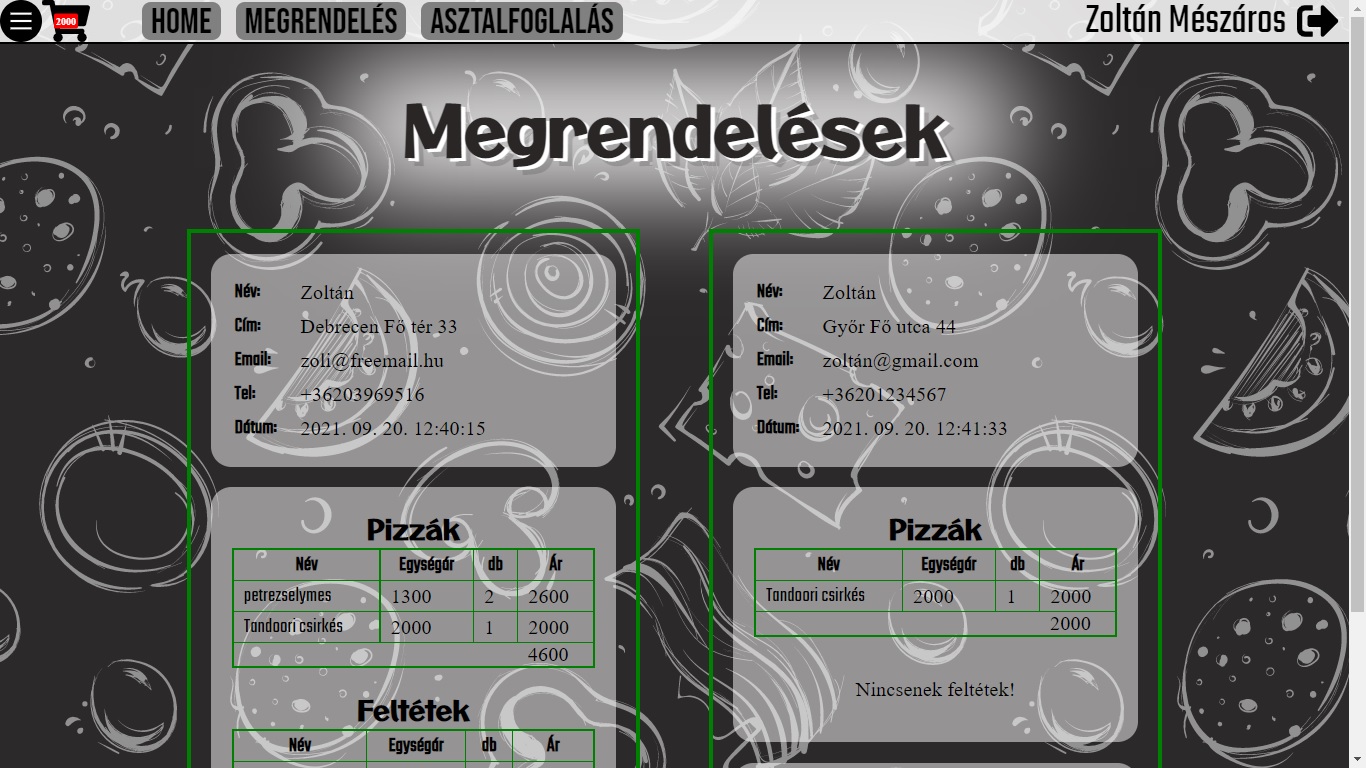 2000 HOME MEGRENDELÉS ASZTALFOGLALÁS Zoltán Mészáros
Megrendelések
Név: Zoltán
Cím: Debrecen Fő tér 33
Email: zoli@freemail.hu
Tel: +36203969516
Dátum: 2021. 09. 20. 12:40:15
Pizzák
Név Egységár db Ár
petrezselymes 1300 2 2600
Tandoori csirkés 2000 1 2000
4600
Feltétek
Név Egységár db Ár
Név: Zoltán
Cím: Győr Fő utca 44
Email: zoltán@gmail.com
Tel: +36201234567
Dátum: 2021. 09. 20. 12:41:33
Pizzák
Név Egységár db Ár
Tandoori csirkés 2000 1 2000
2000
Nincsenek feltétek!